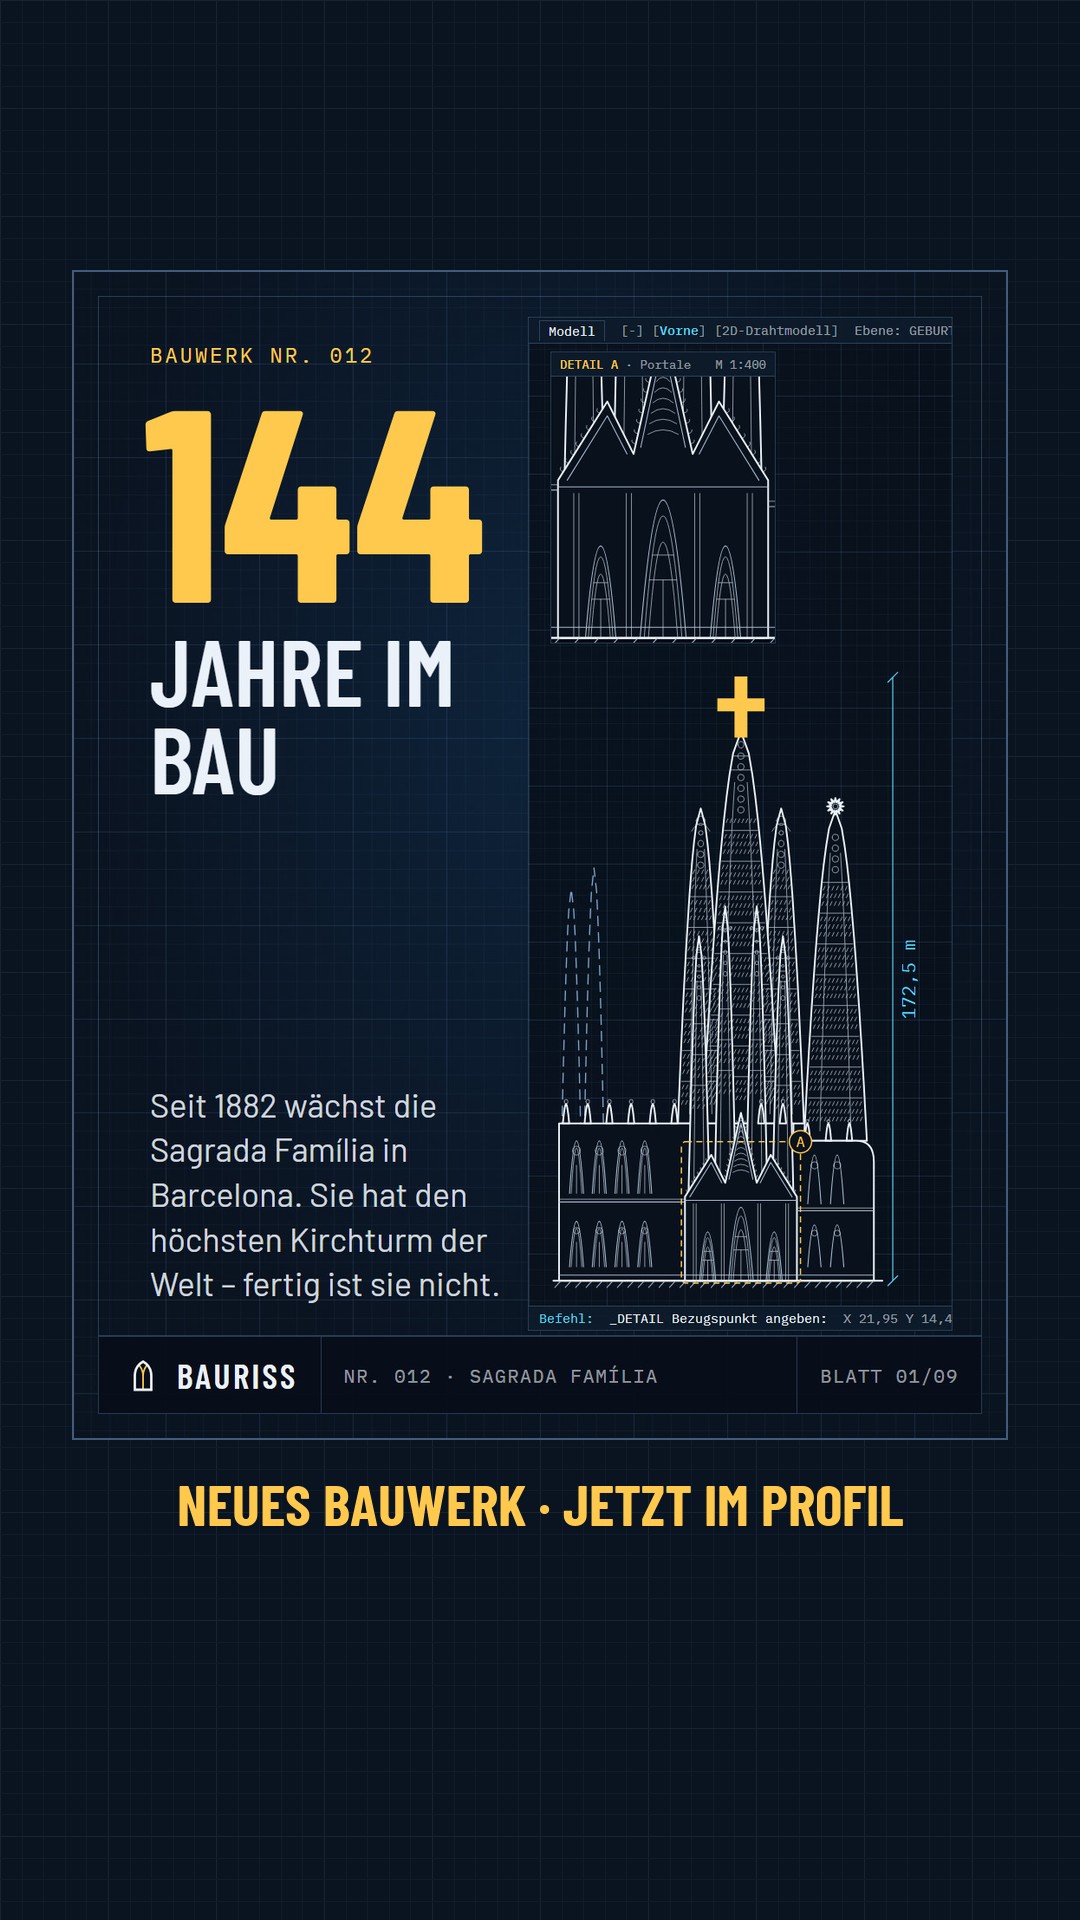 BAUWERK NR. 012
144
JAHRE IM
BAU
Seit 1882 wächst die
Sagrada Família in
Barcelona. Sie hat den
höchsten Kirchturm der
Welt – fertig ist sie nicht.
Modell [-] [Vorne] [2D-Drahtmodell] Ebene: GEBURT
DETAIL A · Portale M 1:400
172,5 m
A
Befehl: _DETAIL Bezugspunkt angeben: X 21,95 Y 14,4
BAURISS NR. 012 · SAGRADA FAMÍLIA BLATT 01/09
NEUES BAUWERK · JETZT IM PROFIL